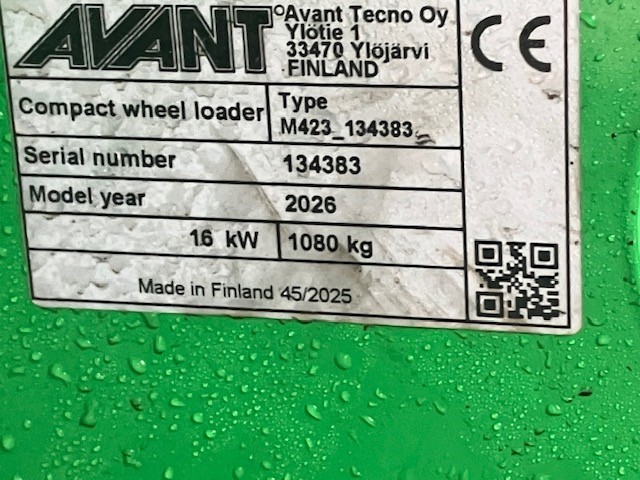 AVANT
Avant Tecno Oy
Ylötie 1
33470 Ylöjärvi
FINLAND
CE
Compact wheel loader
Type
M423_134383
Serial number 134383
Model year 2026
16 kW 1080 kg
Made in Finland 45/2025